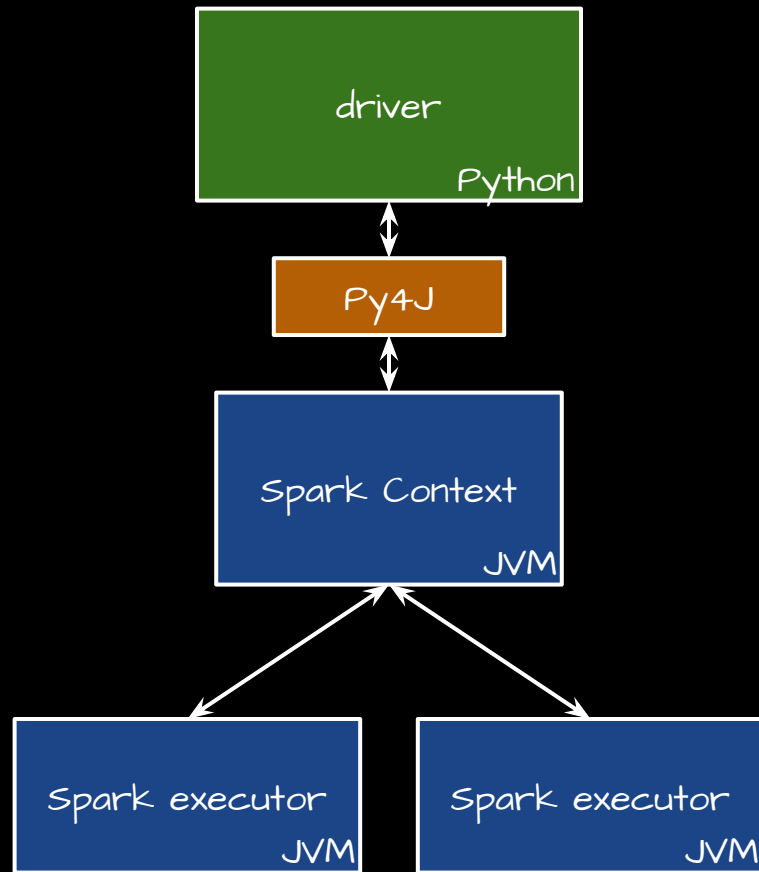 driver
Python
Py4J
Spark Context
JVM
Spark executor
JVM
Spark executor
JVM